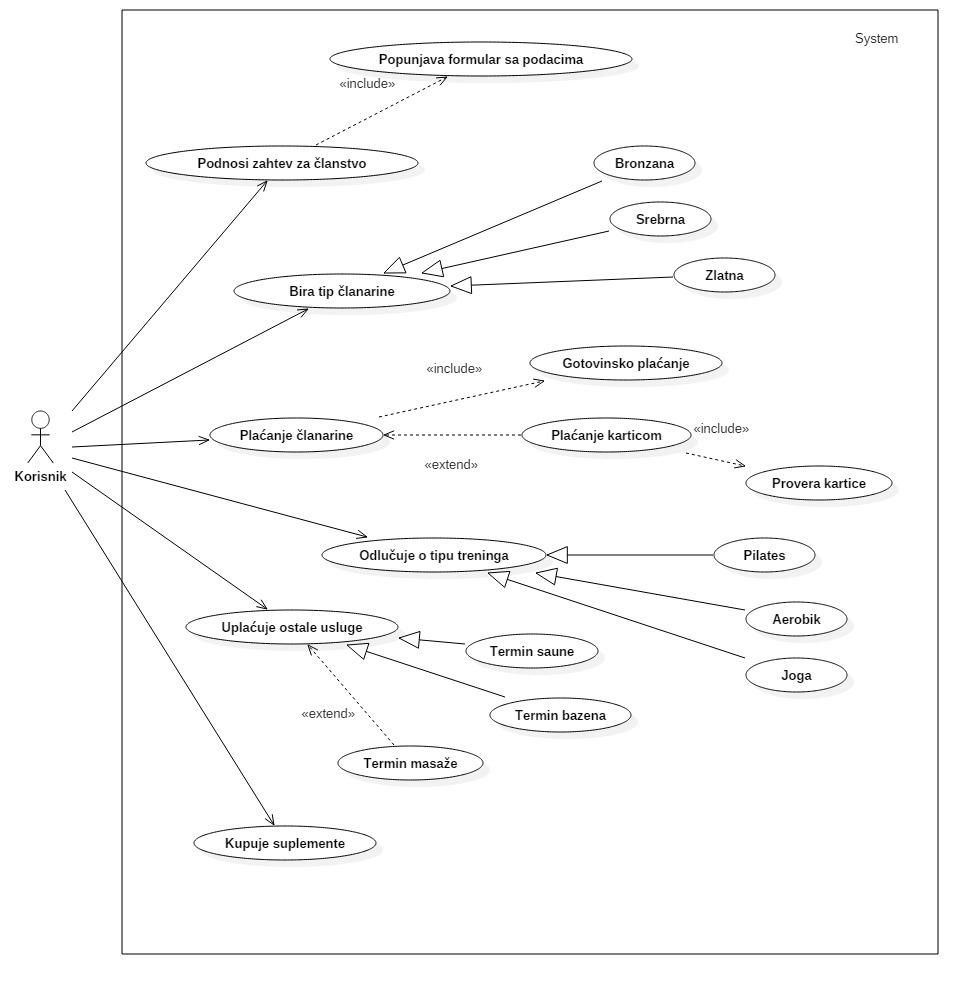 System
Popunjava formular sa podacima
«include»
Podnosi zahtev za članstvo
Bronzana
Srebrna
Zlatna
Bira tip članarine
Gotovinsko plaćanje
«include»
Plaćanje članarine
Plaćanje karticom
«include»
«extend»
Korisnik
Provera kartice
Odlučuje o tipu treninga
Pilates
Aerobik
Uplaćuje ostale usluge
Termin saune
Joga
Termin bazena
«extend»
Termin masaže
Kupuje suplemente